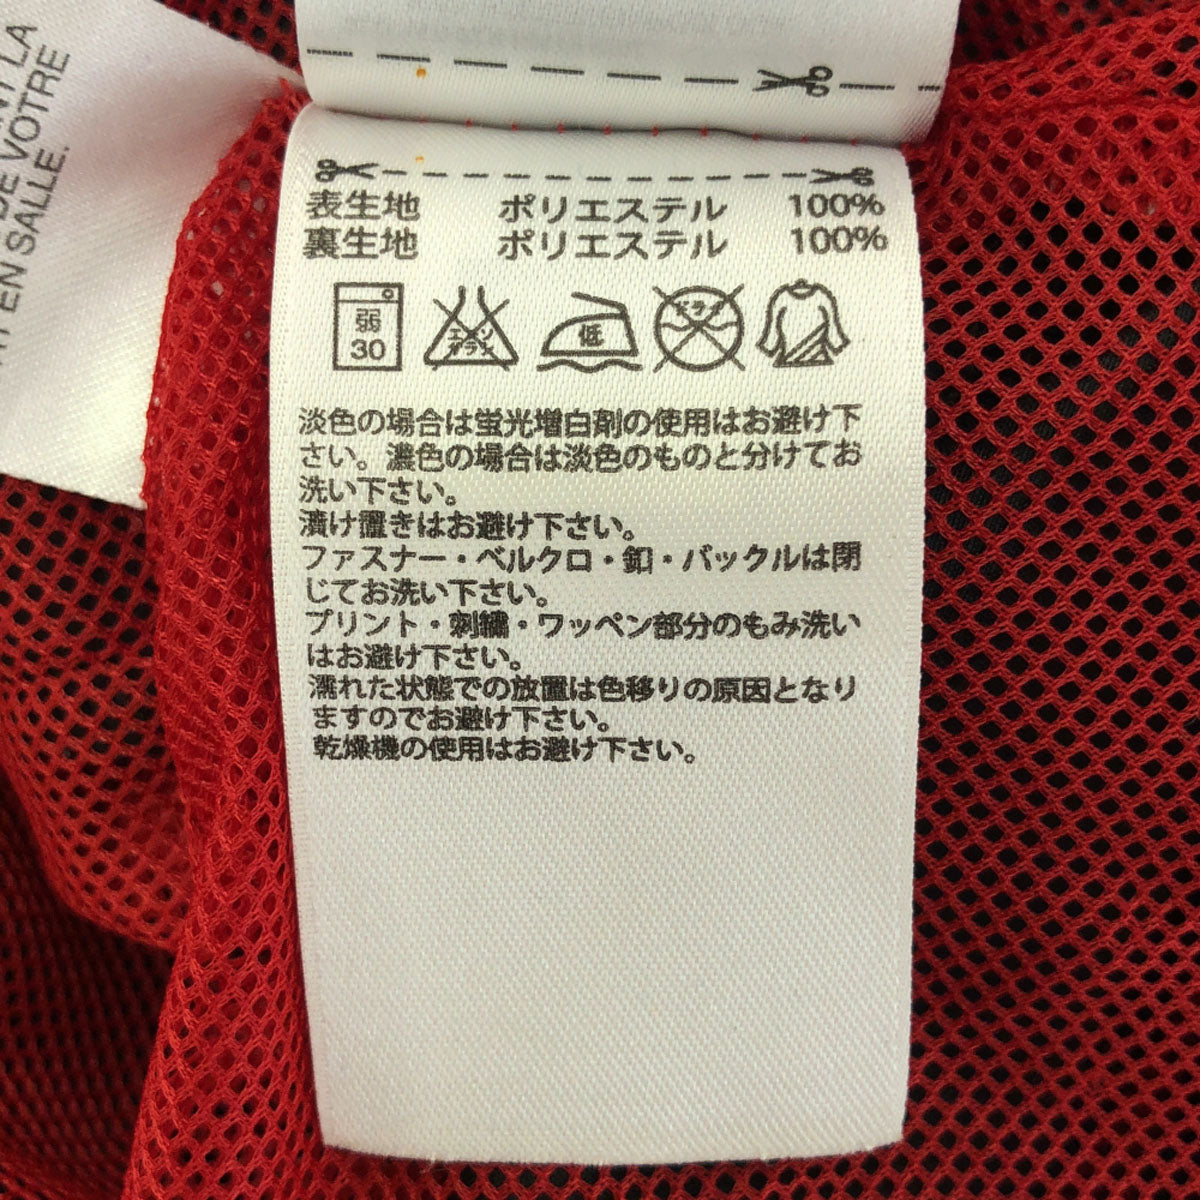 NT LA
DE VOTRE
EN SALLE.
表生地 ポリエステル 100%
裏生地 ポリエステル 100%
弱 30
エンソ サラシ
低
ドライ
淡色の場合は蛍光増白剤の使用はお避け下
さい。濃色の場合は淡色のものと分けてお
洗い下さい。
漬け置きはお避け下さい。
ファスナー・ベルクロ・釦・バックルは閉
じてお洗い下さい。
プリント・刺繍・ワッペン部分のもみ洗い
はお避け下さい。
濡れた状態での放置は色移りの原因となり
ますのでお避け下さい。
乾燥機の使用はお避け下さい。